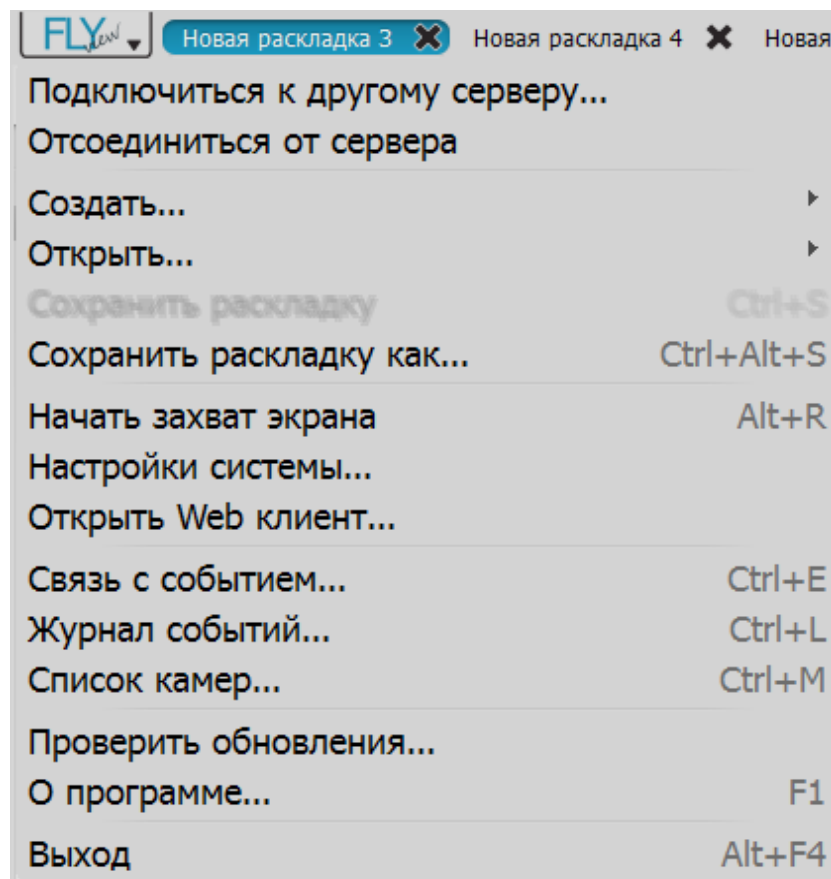 FLYview Новая раскладка 3 Новая раскладка 4 Новая
Подключиться к другому серверу...
Отсоединиться от сервера
Создать...
Открыть...
Сохранить раскладку Ctrl+S
Сохранить раскладку как... Ctrl+Alt+S
Начать захват экрана Alt+R
Настройки системы...
Открыть Web клиент...
Связь с событием... Ctrl+E
Журнал событий... Ctrl+L
Список камер... Ctrl+M
Проверить обновления...
О программе... F1
Выход Alt+F4